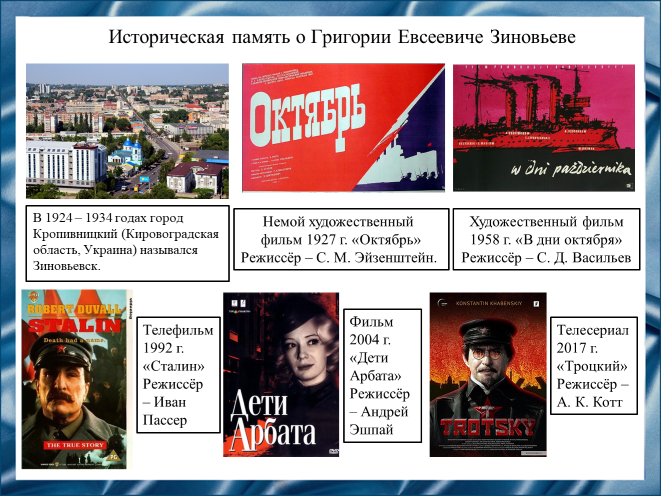 Историческая память о Григории Евсеевиче Зиновьеве
Октябрь
w dni października
В 1924 – 1934 годах город
Кропивницкий (Кировоградская
область, Украина) назывался
Зиновьевск.
Немой художественный
фильм 1927 г. «Октябрь»
Режиссёр – С. М. Эйзенштейн.
Художественный фильм
1958 г. «В дни октября»
Режиссёр – С. Д. Васильев
ROBERT DUVALL
STALIN
Death had a name.
THE TRUE STORY
Телефильм
1992 г.
«Сталин»
Режиссёр
– Иван
Пассер
Дети
Арбата
Фильм
2004 г.
«Дети
Арбата»
Режиссёр
– Андрей
Эшпай
KONSTANTIN KHABENSKIY
TROTSKY
Телесериал
2017 г.
«Троцкий»
Режиссёр –
А. К. Котт